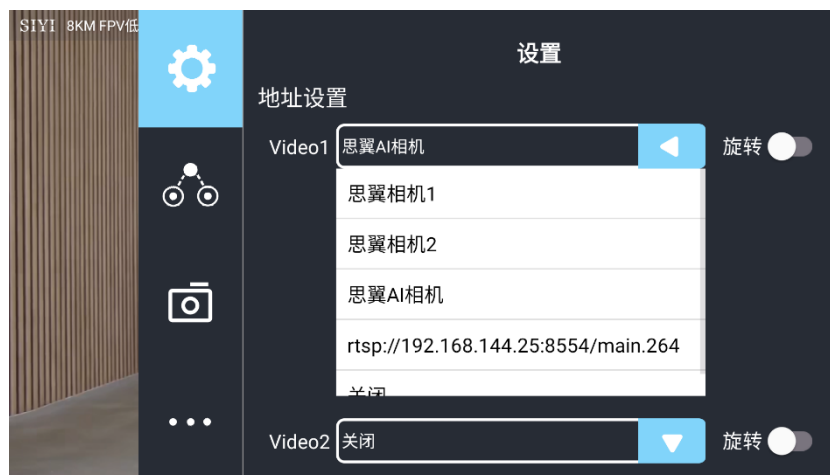 SIYI 8KM FPV低
设置
地址设置
Video1 思翼AI相机 旋转
思翼相机1
思翼相机2
思翼AI相机
rtsp://192.168.144.25:8554/main.264
关闭
Video2 关闭 旋转